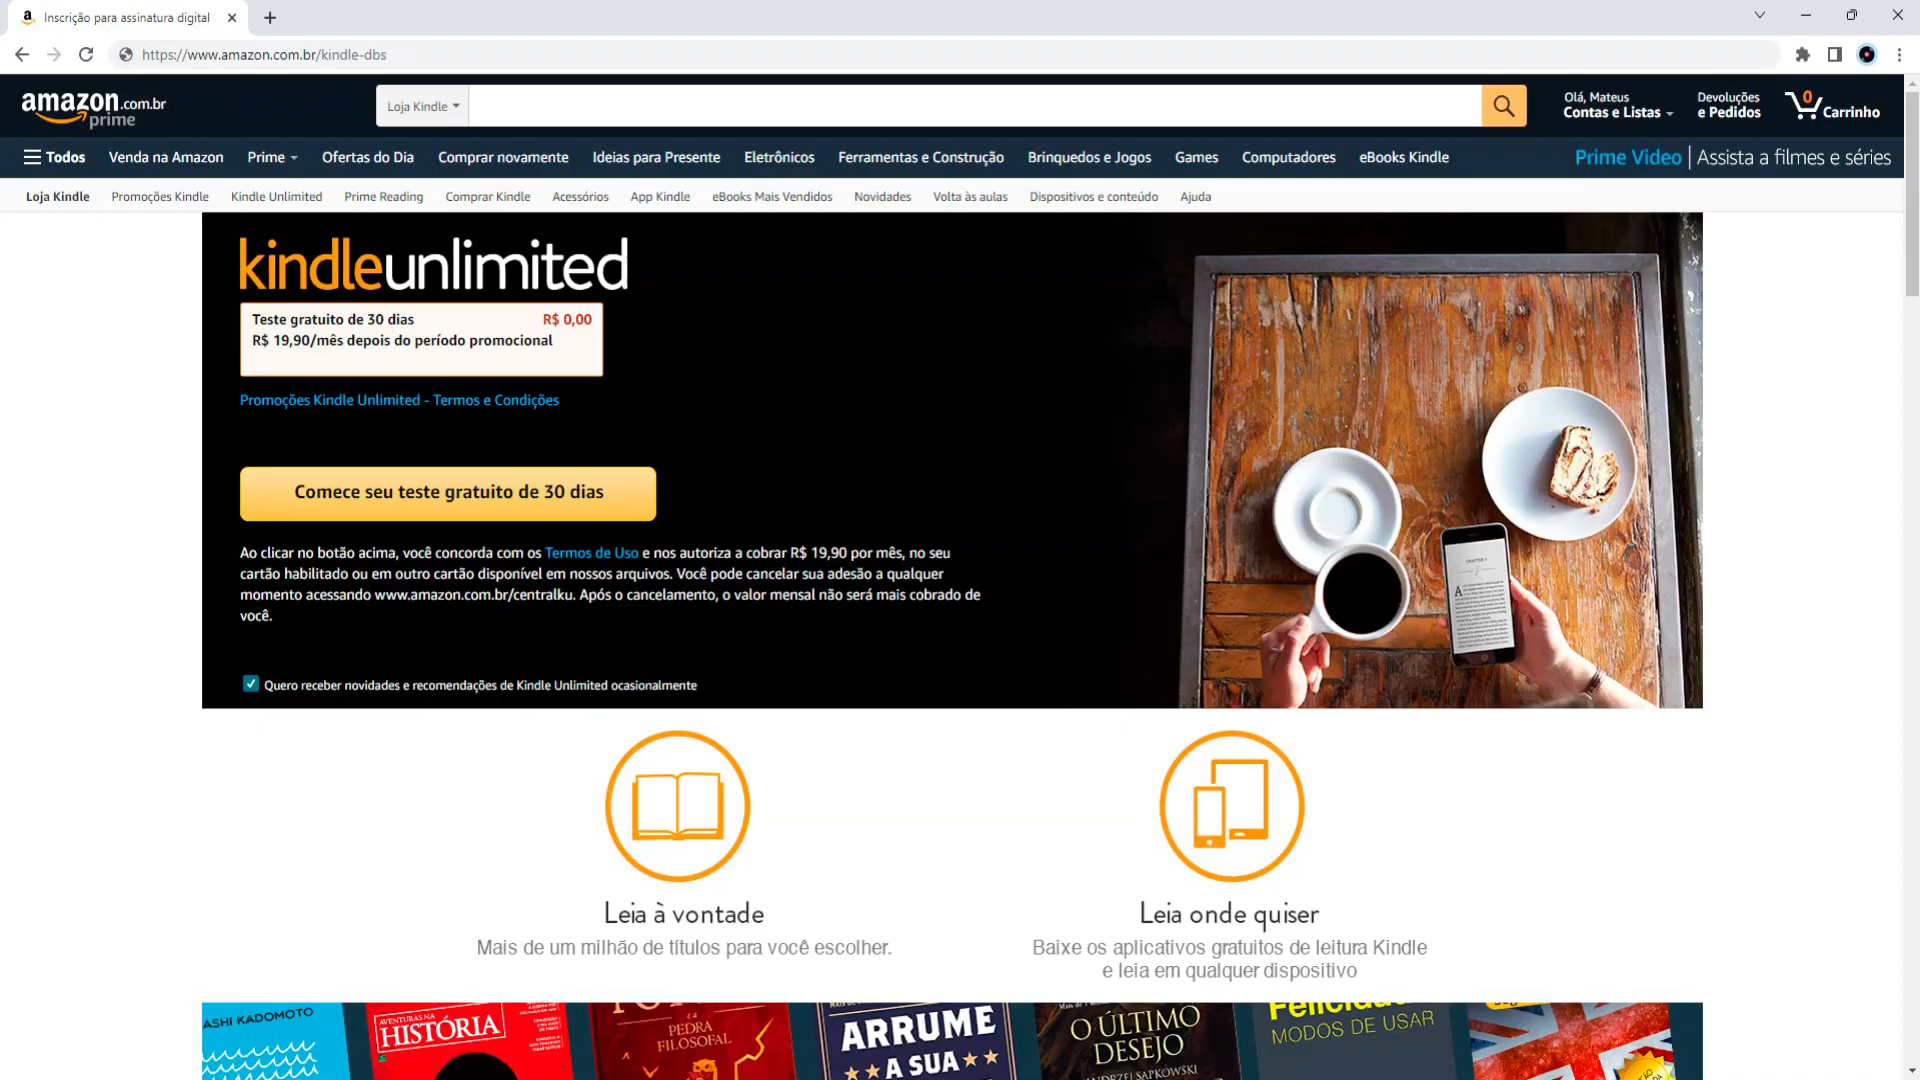 Inscrição para assinatura digital
https://www.amazon.com.br/kindle-dbs
amazon.com.br
prime
Loja Kindle
Olá, Mateus
Contas e Listas
Devoluções
e Pedidos
0
Carrinho
Todos
Venda na Amazon
Prime
Ofertas do Dia
Comprar novamente
Ideias para Presente
Eletrônicos
Ferramentas e Construção
Brinquedos e Jogos
Games
Computadores
eBooks Kindle
Prime Video | Assista a filmes e séries
Loja Kindle
Promoções Kindle
Kindle Unlimited
Prime Reading
Comprar Kindle
Acessórios
App Kindle
eBooks Mais Vendidos
Novidades
Volta às aulas
Dispositivos e conteúdo
Ajuda
kindleunlimited
Teste gratuito de 30 dias R$ 0,00
R$ 19,90/mês depois do período promocional
Promoções Kindle Unlimited - Termos e Condições
Comece seu teste gratuito de 30 dias
Ao clicar no botão acima, você concorda com os Termos de Uso e nos autoriza a cobrar R$ 19,90 por mês, no seu
cartão habilitado ou em outro cartão disponível em nossos arquivos. Você pode cancelar sua adesão a qualquer
momento acessando www.amazon.com.br/centralku. Após o cancelamento, o valor mensal não será mais cobrado de
você.
Quero receber novidades e recomendações de Kindle Unlimited ocasionalmente
CHAPTER 1
Leia à vontade
Mais de um milhão de títulos para você escolher.
Leia onde quiser
Baixe os aplicativos gratuitos de leitura Kindle
e leia em qualquer dispositivo
ASHI KADOMOTO
AVENTURAS NA
HISTÓRIA
e a
PEDRA
FILOSOFAL
ARRUME
A SUA
O ÚLTIMO
DESEJO
ANDRZEJ SAPKOWSKI
MODOS DE USAR